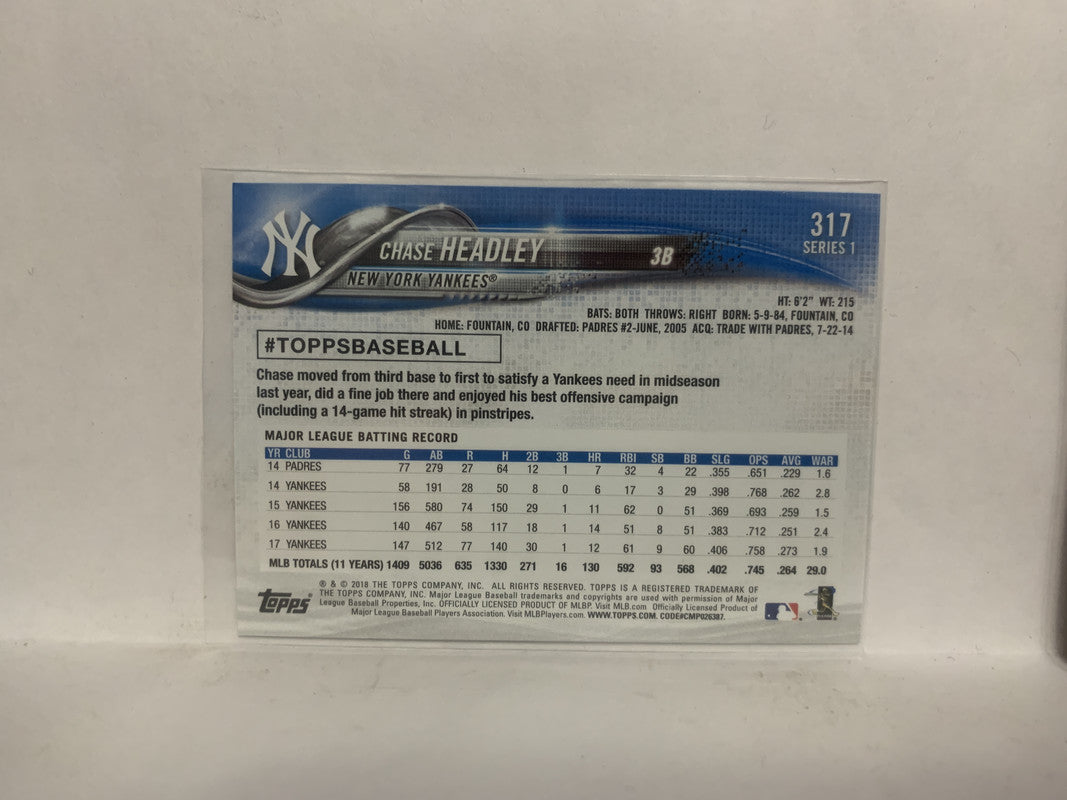 NY
CHASE HEADLEY
3B
317
SERIES 1
NEW YORK YANKEES®
HT: 6'2" WT: 215
BATS: BOTH THROWS: RIGHT BORN: 5-9-84, FOUNTAIN, CO
HOME: FOUNTAIN, CO DRAFTED: PADRES #2-JUNE, 2005 ACQ: TRADE WITH PADRES, 7-22-14
#TOPPSBASEBALL
Chase moved from third base to first to satisfy a Yankees need in midseason
last year, did a fine job there and enjoyed his best offensive campaign
(including a 14-game hit streak) in pinstripes.
MAJOR LEAGUE BATTING RECORD
YR CLUB G AB R H 2B 3B HR RBI SB BB SLG OPS AVG WAR
14 PADRES 77 279 27 64 12 1 7 32 4 22 .355 .651 .229 1.6
14 YANKEES 58 191 28 50 8 0 6 17 3 29 .398 .768 .262 2.8
15 YANKEES 156 580 74 150 29 1 11 62 0 51 .369 .693 .259 1.5
16 YANKEES 140 467 58 117 18 1 14 51 8 51 .383 .712 .251 2.4
17 YANKEES 147 512 77 140 30 1 12 61 9 60 .406 .758 .273 1.9
MLB TOTALS (11 YEARS) 1409 5036 635 1330 271 16 130 592 93 568 .402 .745 .264 29.0
® & © 2018 THE TOPPS COMPANY, INC. ALL RIGHTS RESERVED. TOPPS IS A REGISTERED TRADEMARK OF
THE TOPPS COMPANY, INC. Major League Baseball trademarks and copyrights are used with permission of Major
League Baseball Properties, Inc. OFFICIALLY LICENSED PRODUCT OF MLBP. Visit MLB.com Officially Licensed Product of
Major League Baseball Players Association. Visit MLBPlayers.com. WWW.TOPPS.COM. CODE#CMP026387.
Topps